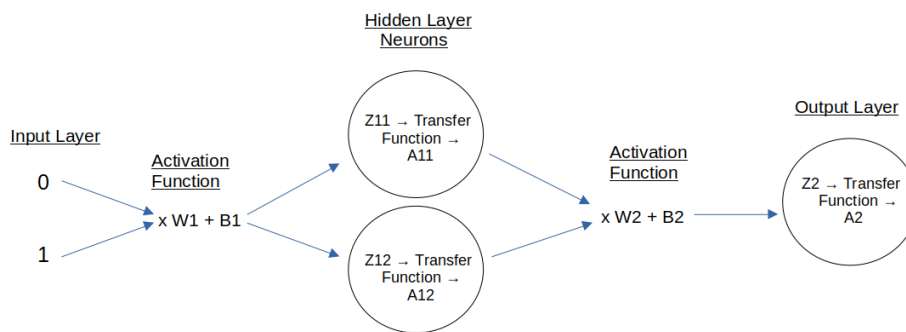 Hidden Layer
Neurons
Input Layer
0
1
Activation
Function
x W1 + B1
Z11 → Transfer
Function →
A11
Z12 → Transfer
Function →
A12
Activation
Function
x W2 + B2
Output Layer
Z2 → Transfer
Function →
A2